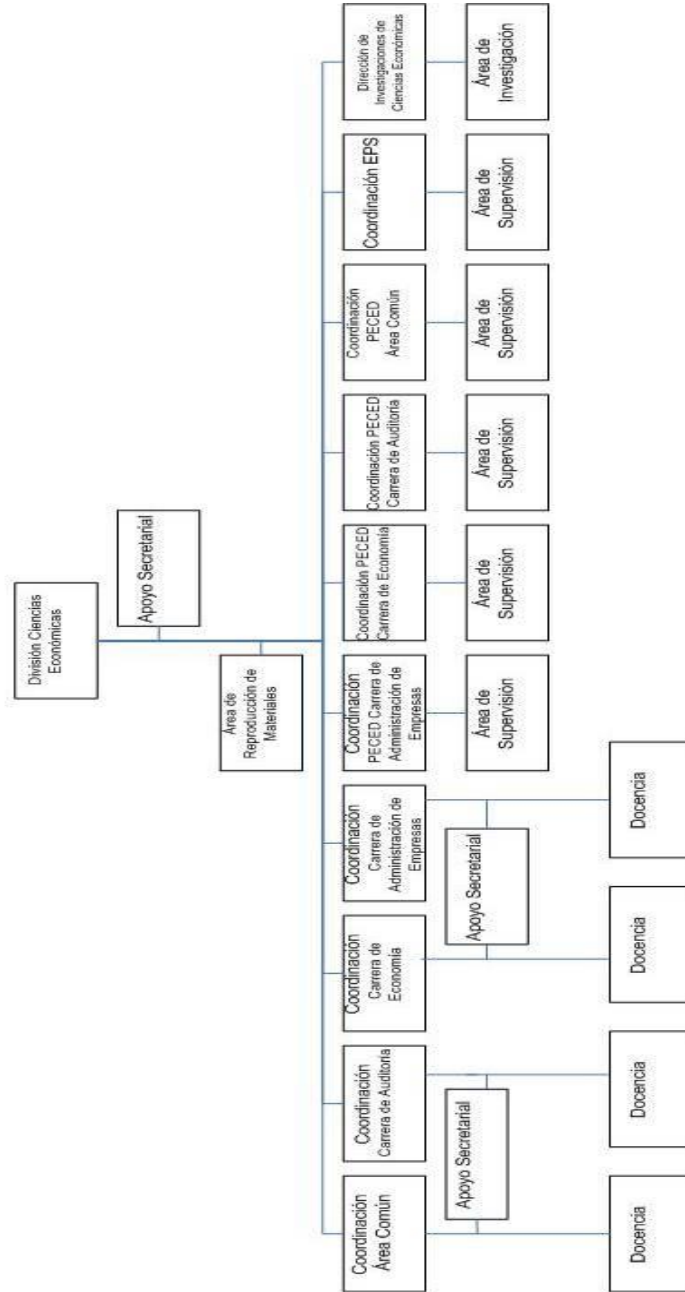 División Ciencias
Económicas
Apoyo Secretarial
Área de
Reproducción de
Materiales
Coordinación
Área Común
Coordinación
Carrera de Auditoría
Coordinación
Carrera de
Economía
Coordinación
Carrera de
Administración de
Empresas
Coordinación
PECED Carrera de
Administración de
Empresas
Coordinación PECED
Carrera de Economía
Coordinación PECED
Carrera de Auditoría
Coordinación
PECED
Área Común
Coordinación EPS
Dirección de
Investigaciones de
Ciencias Económicas
Apoyo Secretarial
Apoyo Secretarial
Área de
Supervisión
Área de
Supervisión
Área de
Supervisión
Área de
Supervisión
Área de
Supervisión
Área de
Investigación
Docencia
Docencia
Docencia
Docencia